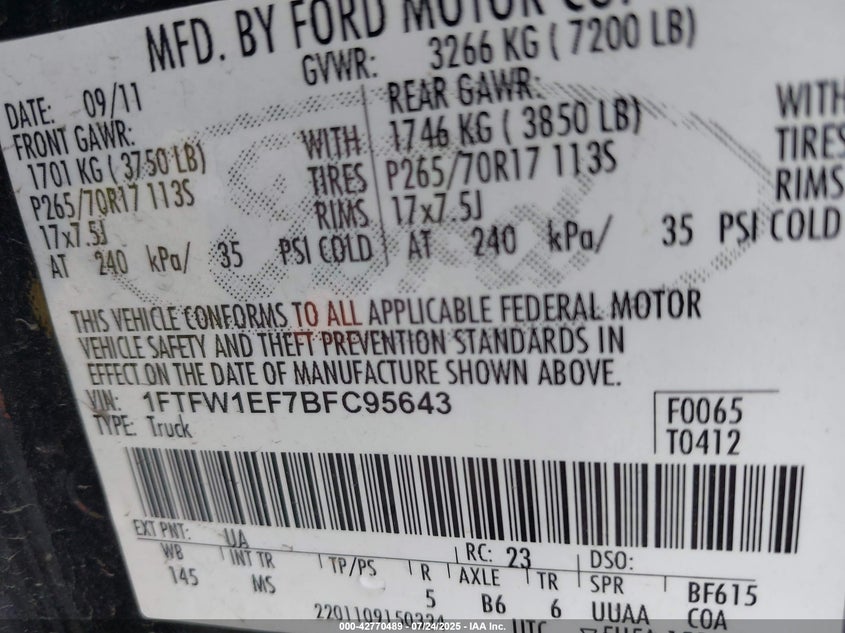 MFD. BY FORD MOTOR CO.
GVWR: 3266 KG ( 7200 LB)
DATE: 09/11
FRONT GAWR:
1701 KG ( 3750 LB)
P265/70R17 113S
17x7.5J
AT 240 kPa/ 35 PSI COLD
WITH
TIRES
RIMS
REAR GAWR:
1746 KG ( 3850 LB)
P265/70R17 113S
17x7.5J
AT 240 kPa/ 35 PSI COLD
WITH
TIRES
RIMS
THIS VEHICLE CONFORMS TO ALL APPLICABLE FEDERAL MOTOR
VEHICLE SAFETY AND THEFT PREVENTION STANDARDS IN
EFFECT ON THE DATE OF MANUFACTURE SHOWN ABOVE.
VIN: 1FTFW1EF7BFC95643
TYPE: Truck
F0065
T0412
EXT PNT: UA RC: 23 DSO:
WB INT TR TP/PS R AXLE TR SPR BF615
145 MS 5 B6 6 UUAA COA
UTC
000-42770489 - 07/24/2025 - IAA Inc.